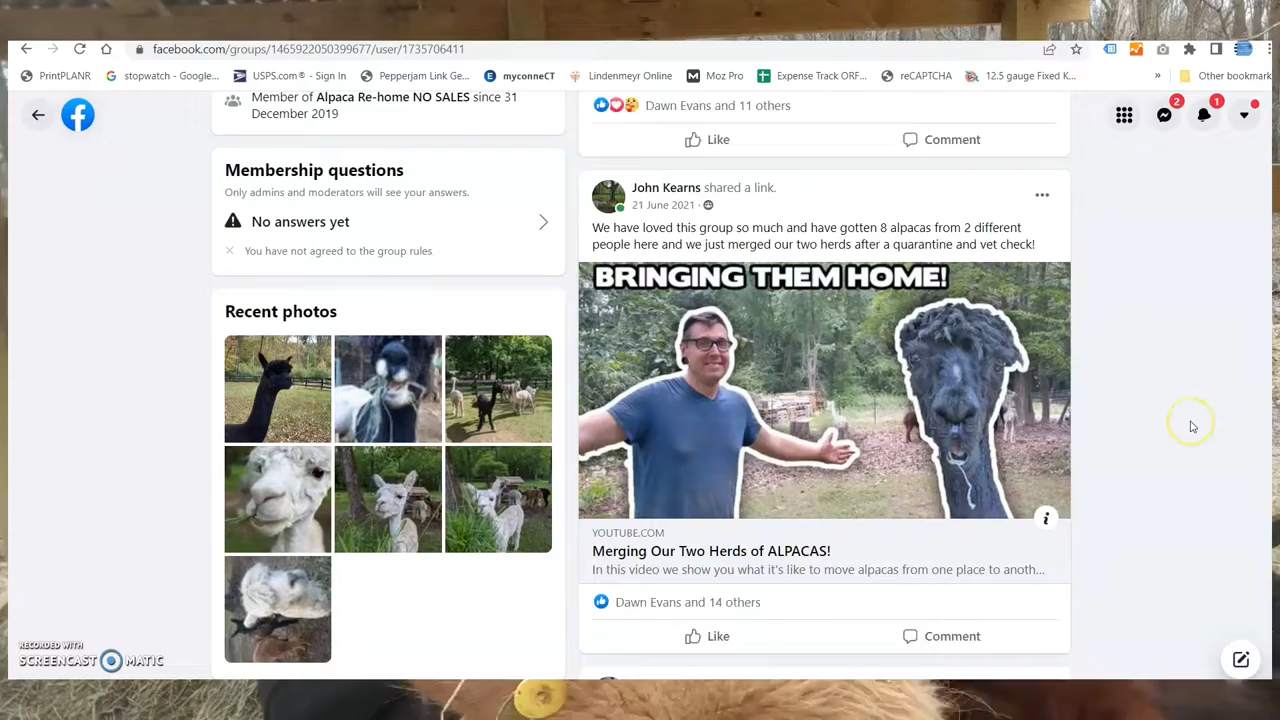 facebook.com/groups/1465922050399677/user/1735706411
PrintPLANR
stopwatch - Google...
USPS.com® - Sign In
Pepperjam Link Ge...
myconneCT
Lindenmeyr Online
Moz Pro
Expense Track ORF...
reCAPTCHA
12.5 gauge Fixed K...
»
Other bookmark
Member of Alpaca Re-home NO SALES since 31
December 2019
Membership questions
Only admins and moderators will see your answers.
No answers yet
You have not agreed to the group rules
Recent photos
Dawn Evans and 11 others
Like
Comment
2
1
John Kearns shared a link.
21 June 2021 ·
We have loved this group so much and have gotten 8 alpacas from 2 different
people here and we just merged our two herds after a quarantine and vet check!
BRINGING THEM HOME!
YOUTUBE.COM
Merging Our Two Herds of ALPACAS!
In this video we show you what it's like to move alpacas from one place to anoth...
Dawn Evans and 14 others
Like
Comment
RECORDED WITH
SCREENCAST MATIC